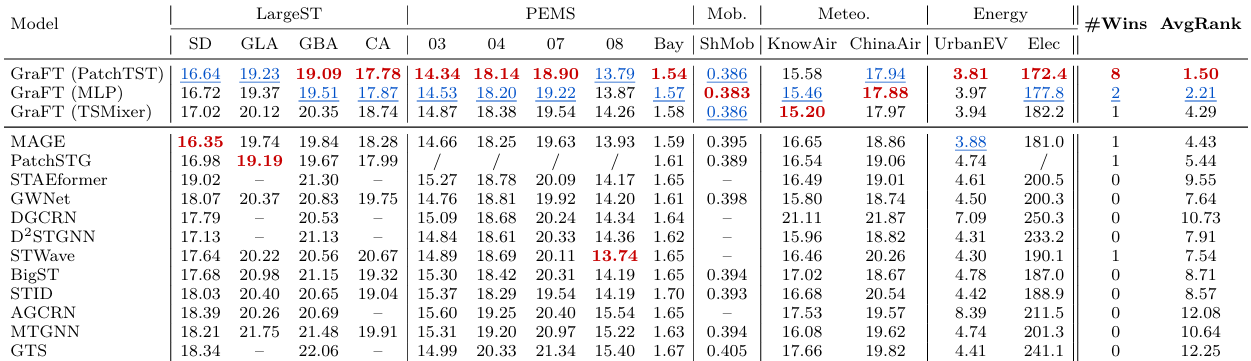 Model LargeST PEMS Mob. Meteo. Energy #Wins AvgRank
SD GLA GBA CA 03 04 07 08 Bay ShMob KnowAir ChinaAir UrbanEV Elec
GraFT (PatchTST) 16.64 19.23 19.09 17.78 14.34 18.14 18.90 13.79 1.54 0.386 15.58 17.94 3.81 172.4 8 1.50
GraFT (MLP) 16.72 19.37 19.51 17.87 14.53 18.20 19.22 13.87 1.57 0.383 15.46 17.88 3.97 177.8 2 2.21
GraFT (TSMixer) 17.02 20.12 20.35 18.74 14.87 18.38 19.54 14.26 1.58 0.386 15.20 17.97 3.94 182.2 1 4.29
MAGE 16.35 19.74 19.84 18.28 14.66 18.25 19.63 13.93 1.59 0.395 16.65 18.86 3.88 181.0 1 4.43
PatchSTG 16.98 19.19 19.67 17.99 / / / / 1.61 0.389 16.54 19.06 4.74 / 1 5.44
STAEformer 19.02 – 21.30 – 15.27 18.78 20.09 14.17 1.65 – 16.49 19.01 4.61 200.5 0 9.55
GWNet 18.07 20.37 20.83 19.75 14.76 18.81 19.92 14.20 1.61 0.398 15.80 18.74 4.50 200.3 0 7.64
DGCRN 17.79 – 20.53 – 15.09 18.68 20.24 14.34 1.64 – 21.11 21.87 7.09 250.3 0 10.73
D²STGNN 17.13 – 21.13 – 14.84 18.61 20.33 14.36 1.62 – 15.96 18.82 4.31 233.2 0 7.91
STWave 17.64 20.22 20.56 20.67 14.89 18.69 20.11 13.74 1.65 – 16.46 20.26 4.30 190.1 1 7.54
BigST 17.68 20.98 21.15 19.32 15.30 18.42 20.31 14.19 1.65 0.394 17.02 18.67 4.78 187.0 0 8.71
STID 18.03 20.40 20.65 19.04 15.37 18.29 19.54 14.19 1.70 0.393 16.68 20.54 4.42 188.9 0 8.57
AGCRN 18.39 20.26 20.69 – 15.60 19.25 20.40 15.54 1.65 – 17.53 19.57 8.39 211.5 0 12.08
MTGNN 18.21 21.75 21.48 19.91 15.31 19.03 20.97 15.22 1.63 0.394 16.08 19.62 4.74 201.3 0 10.64
GTS 18.34 – 22.06 – 14.99 20.33 21.34 15.40 1.67 0.405 17.66 19.82 4.41 241.1 0 12.25